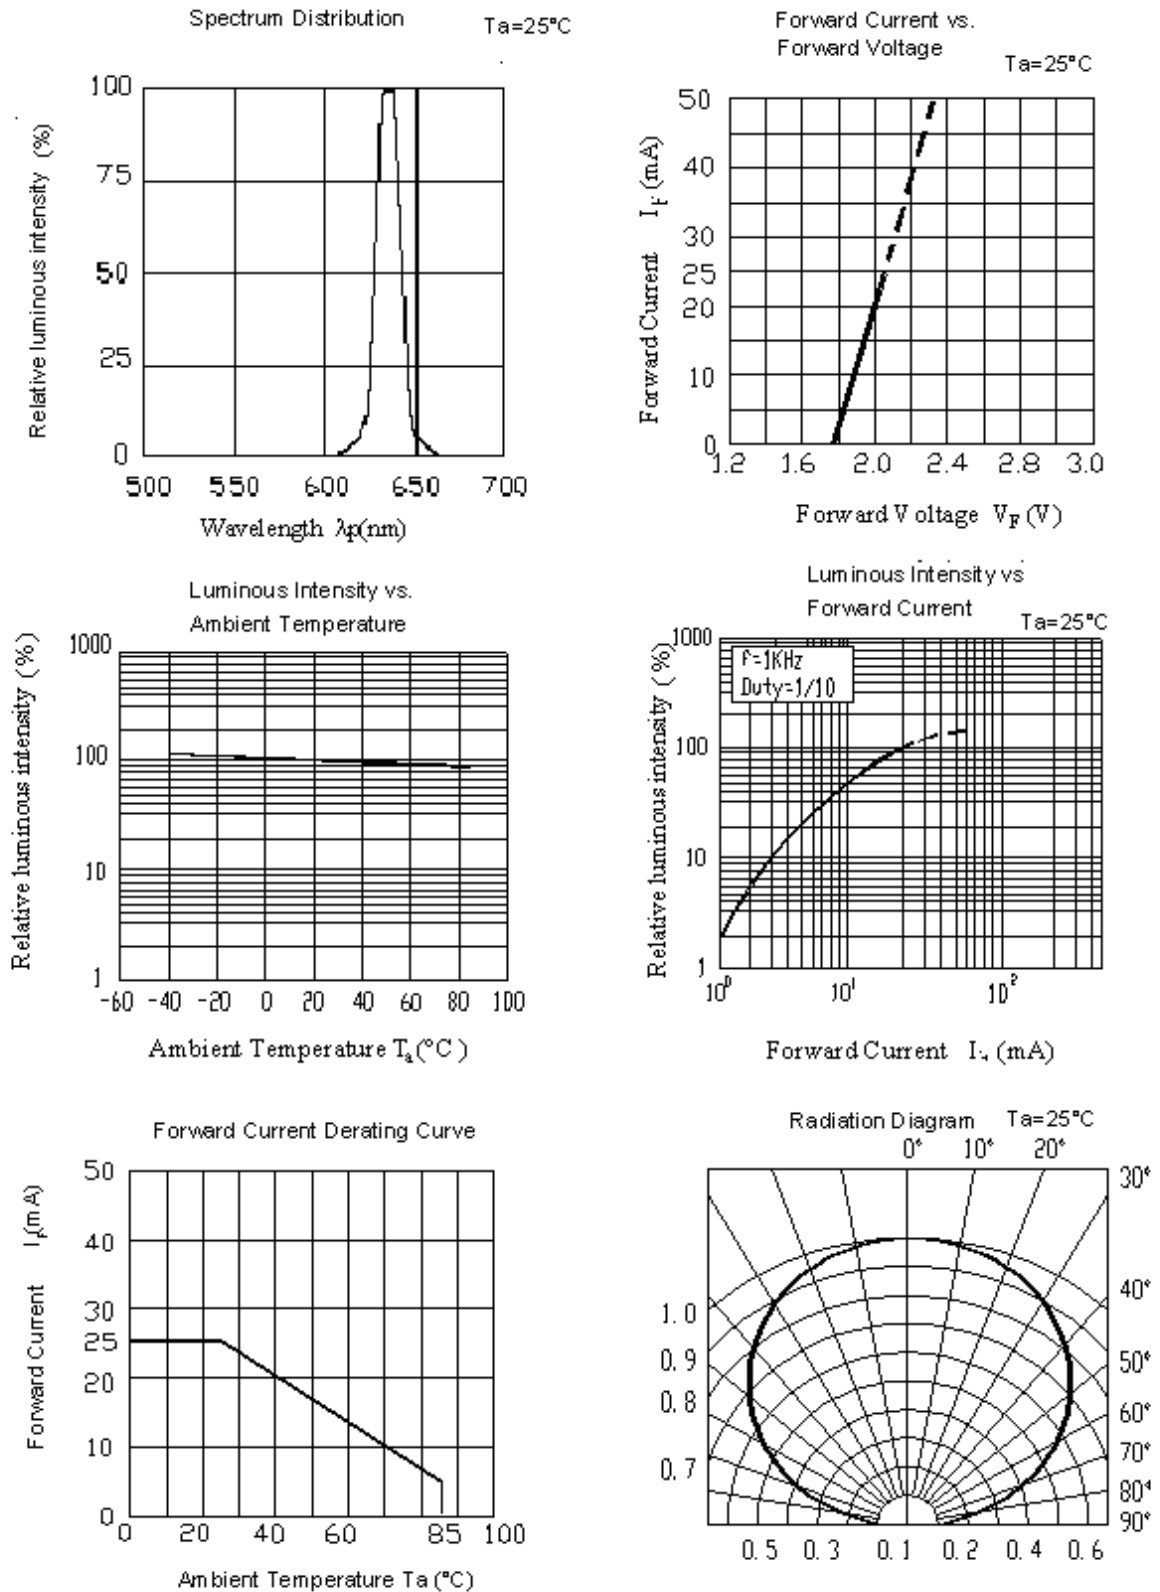 Spectrum Distribution Ta=25°C
Relative luminous intensity (%)
100
75
50
25
0
500 550 600 650 700
Wavelength λp(nm)
Forward Current vs.
Forward Voltage
Ta=25°C
Forward Current I_F(mA)
50
40
30
25
20
10
0
1.2 1.6 2.0 2.4 2.8 3.0
Forward Voltage V_F(V)
Luminous Intensity vs.
Ambient Temperature
Relative luminous intensity (%)
1000
100
10
1
-60 -40 -20 0 20 40 60 80 100
Ambient Temperature T_a(°C)
Luminous Intensity vs
Forward Current
Ta=25°C
Relative luminous intensity (%)
1000
f=1KHz
Duty=1/10
100
10
1
10⁰ 10¹ 10²
Forward Current (mA)
Forward Current Derating Curve
Forward Current I_F(mA)
50
40
30
25
20
10
0
0 20 40 60 85 100
Ambient Temperature Ta (°C)
Radiation Diagram Ta=25°C
0° 10° 20°
30°
40°
50°
60°
70°
80°
90°
1.0
0.9
0.8
0.7
0.5 0.3 0.1 0.2 0.4 0.6